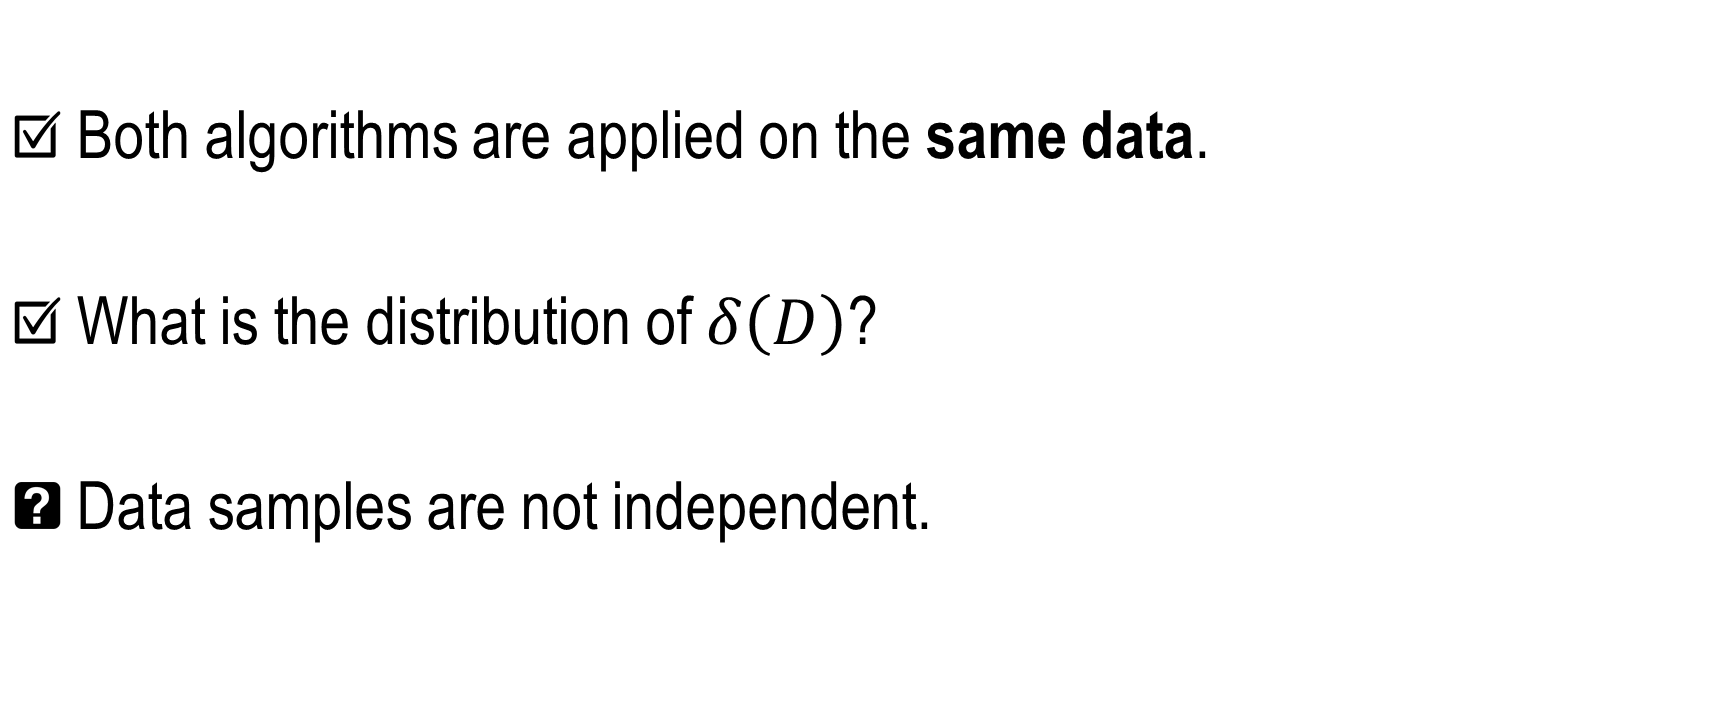 ☑ Both algorithms are applied on the same data.
☑ What is the distribution of 𝛿(𝐷)?
? Data samples are not independent.